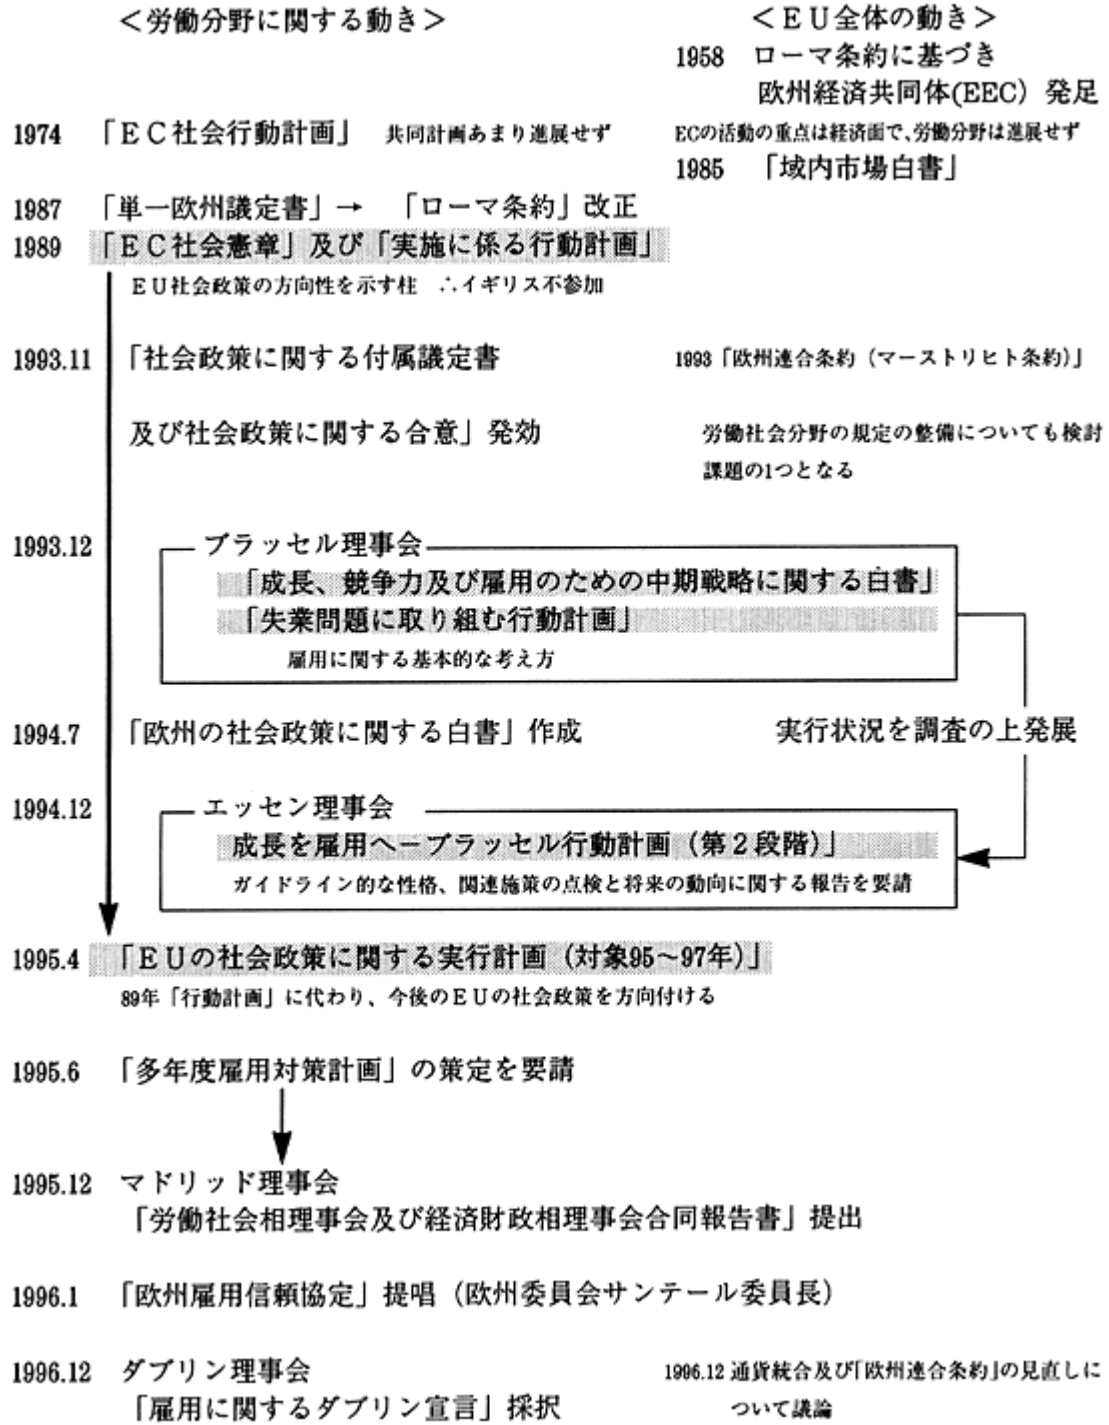 ＜労働分野に関する動き＞
＜ＥＵ全体の動き＞
1958 ローマ条約に基づき
欧州経済共同体(EEC）発足
1974 「ＥＣ社会行動計画」 共同計画あまり進展せず
ECの活動の重点は経済面で､労働分野は進展せず
1985 「域内市場白書」
1987 「単一欧州議定書」→ 「ローマ条約」改正
1989 「ＥＣ社会憲章」及び「実施に係る行動計画」
ＥＵ社会政策の方向性を示す柱 ∴イギリス不参加
1993.11 「社会政策に関する付属議定書
1993「欧州連合条約（マーストリヒト条約)」
及び社会政策に関する合意」発効
労働社会分野の規定の整備についても検討
課題の1つとなる
1993.12 ブラッセル理事会
「成長、競争力及び雇用のための中期戦略に関する白書」
「失業問題に取り組む行動計画」
雇用に関する基本的な考え方
1994.7 「欧州の社会政策に関する白書」作成
実行状況を調査の上発展
1994.12 エッセン理事会
成長を雇用へ－ブラッセル行動計画（第２段階)」
ガイドライン的な性格、関連施策の点検と将来の動向に関する報告を要請
1995.4 「ＥＵの社会政策に関する実行計画（対象95～97年)」
89年「行動計画」に代わり、今後のＥＵの社会政策を方向付ける
1995.6 「多年度雇用対策計画」の策定を要請
1995.12 マドリッド理事会
「労働社会相理事会及び経済財政相理事会合同報告書」提出
1996.1 「欧州雇用信頼協定」提唱（欧州委員会サンテール委員長）
1996.12 ダブリン理事会
「雇用に関するダブリン宣言」採択
1996.12 通貨統合及び｢欧州連合条約｣の見直しに
ついて議論